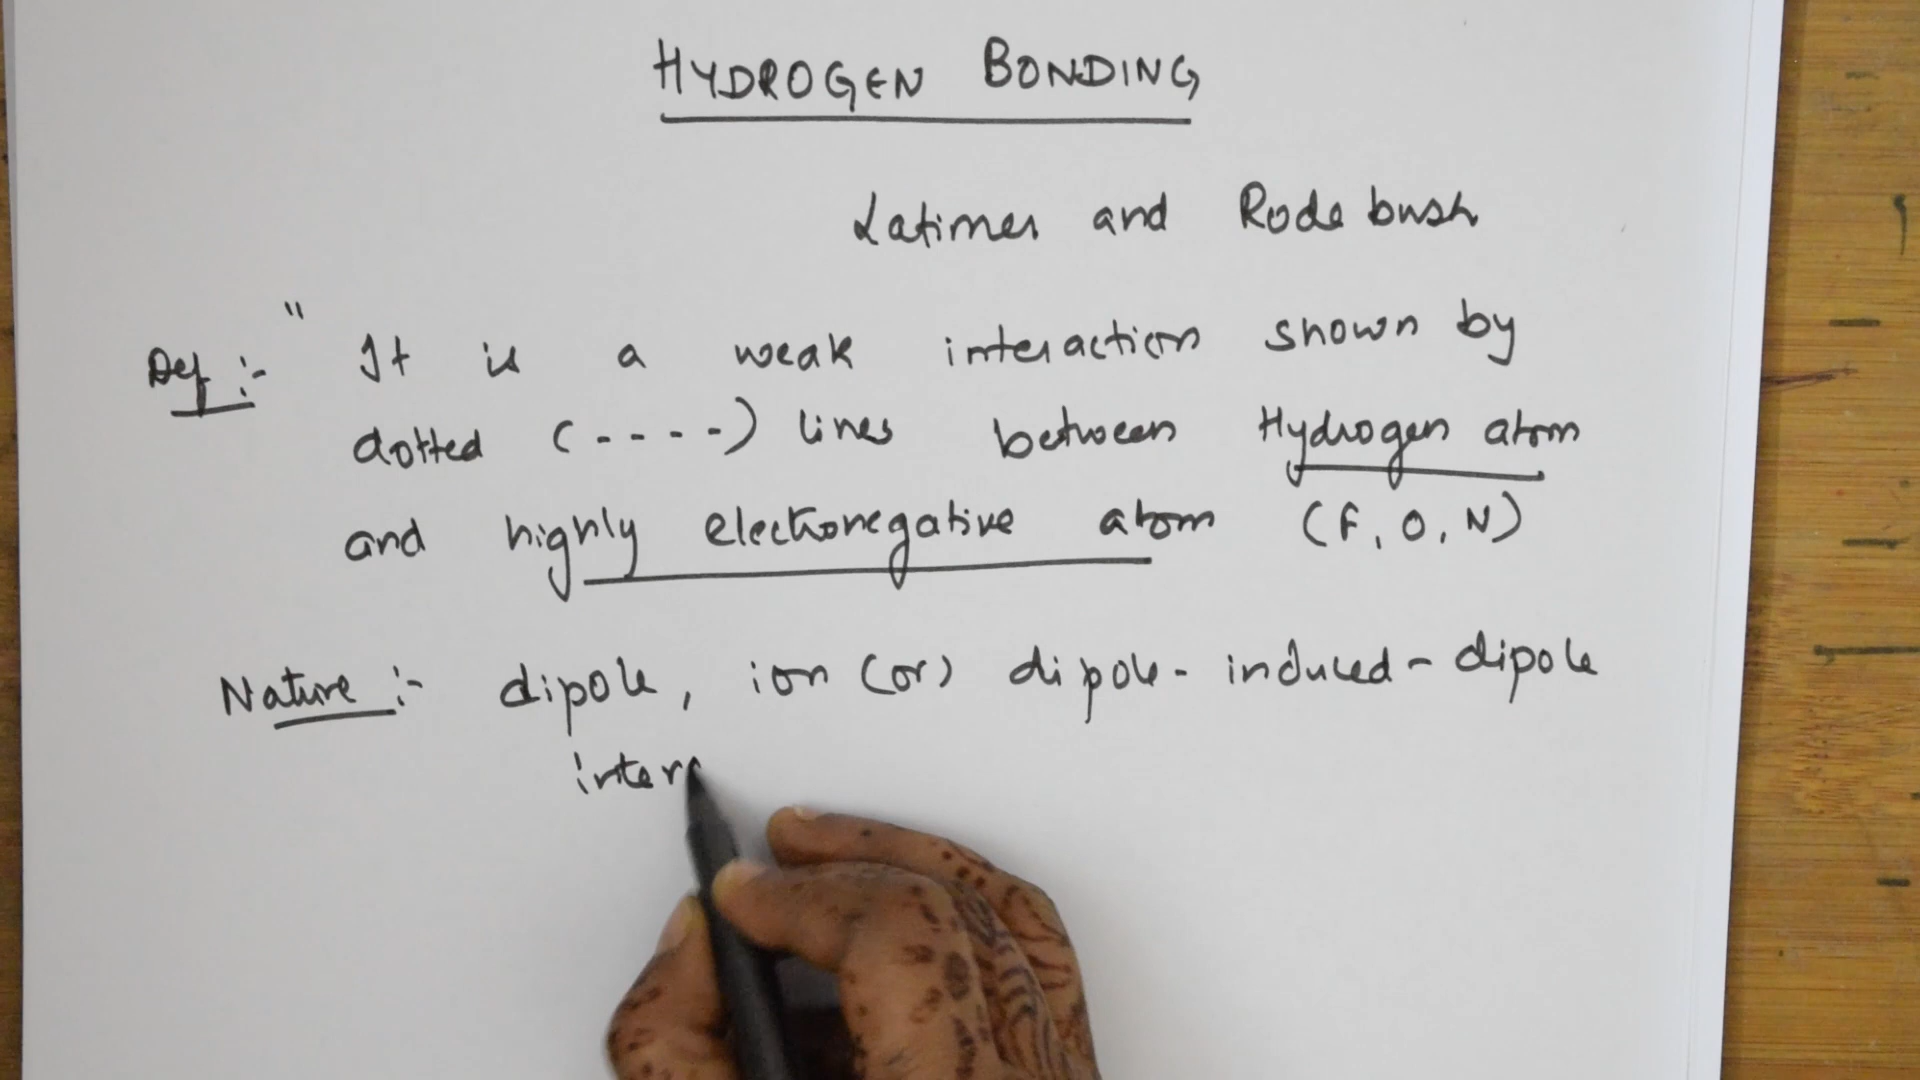 HYDROGEN BONDING
Latimer and Rodebush
Def :- " It is a weak interaction shown by
dotted (----) lines between Hydrogen atom
and highly electronegative atom (F, O, N)
Nature :- dipole, ion (or) dipole - induced - dipole
inter